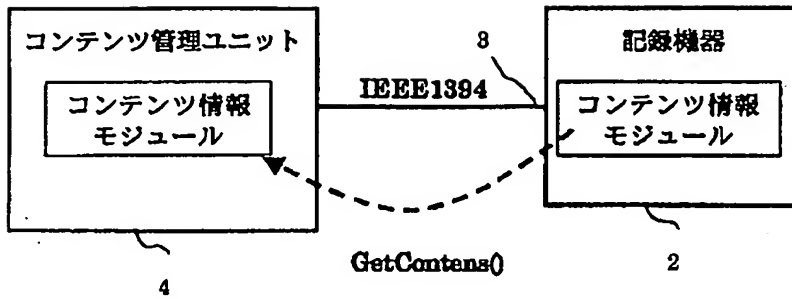 コンテンツ管理ユニット
コンテンツ情報
モジュール
IEEE1394
3
記録機器
コンテンツ情報
モジュール
GetContens()
4
2